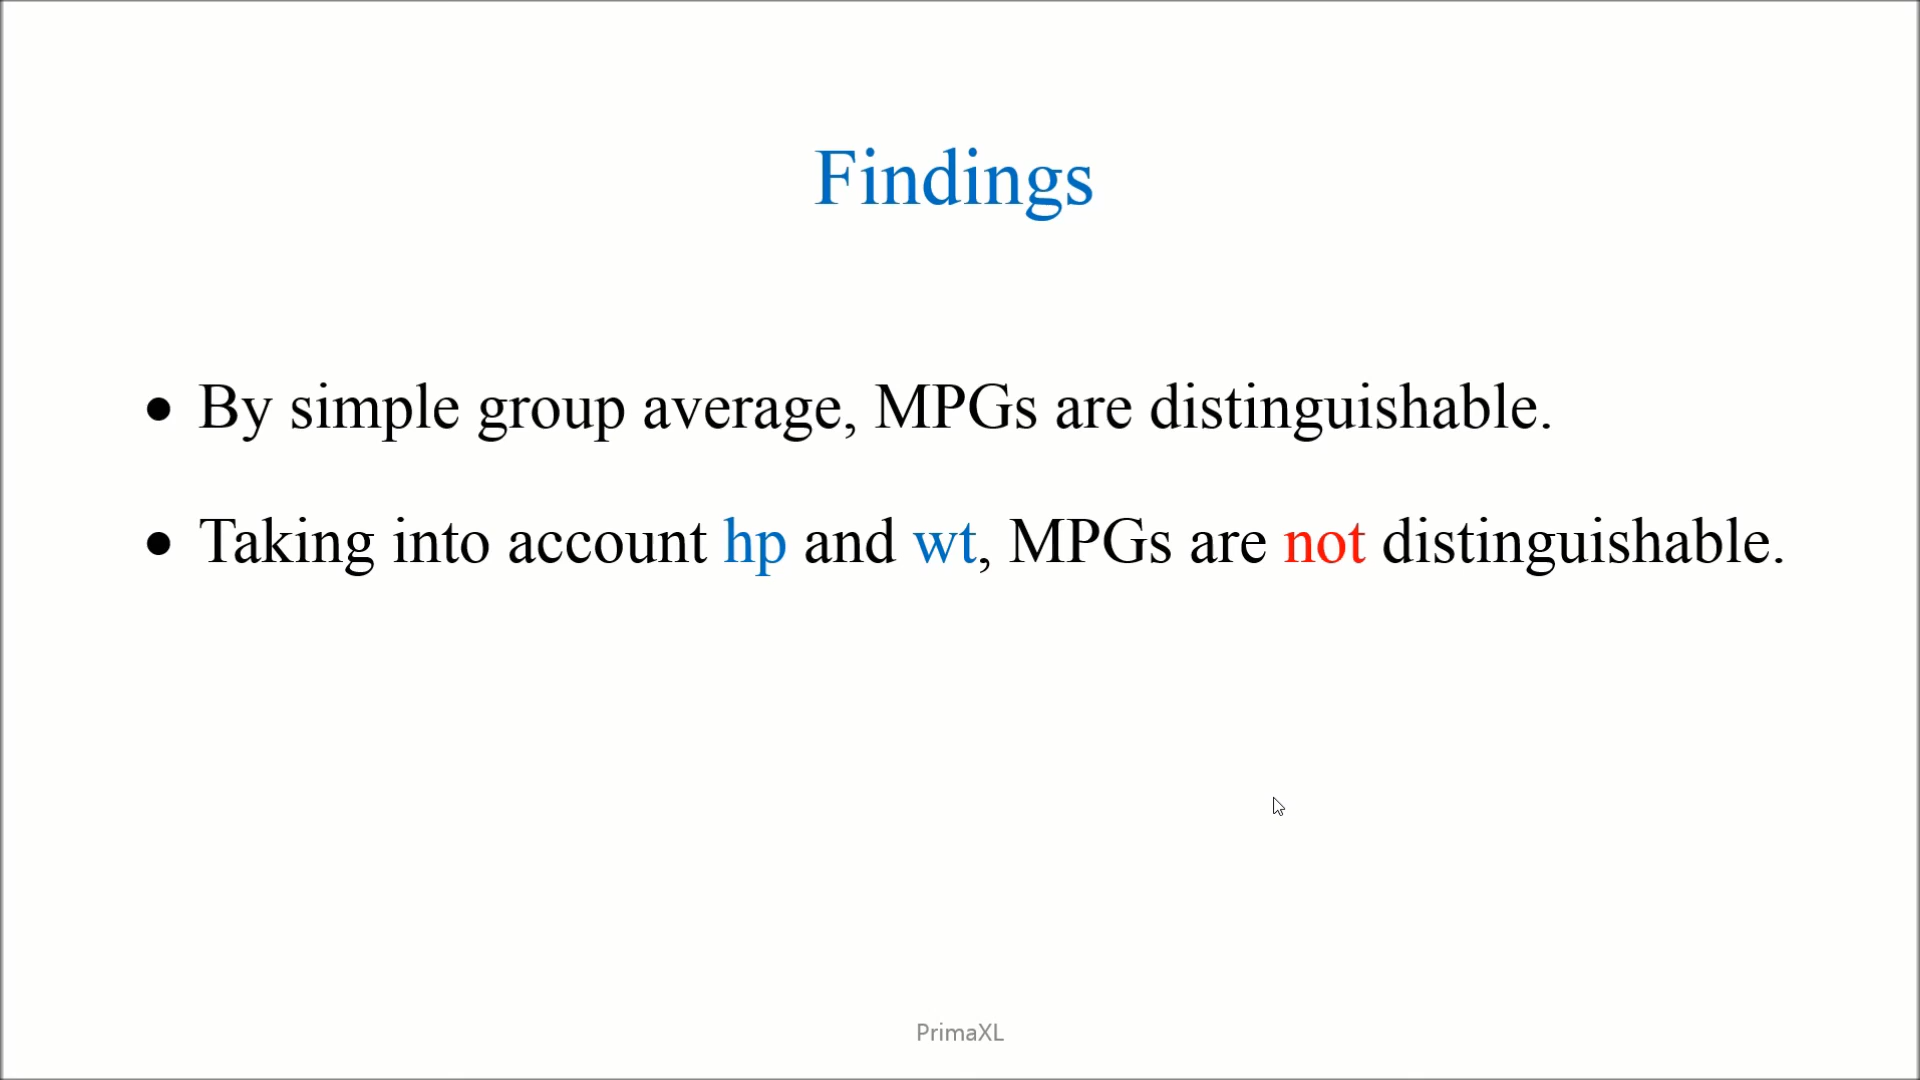 Findings
• By simple group average, MPGs are distinguishable.
• Taking into account hp and wt, MPGs are not distinguishable.
PrimaXL